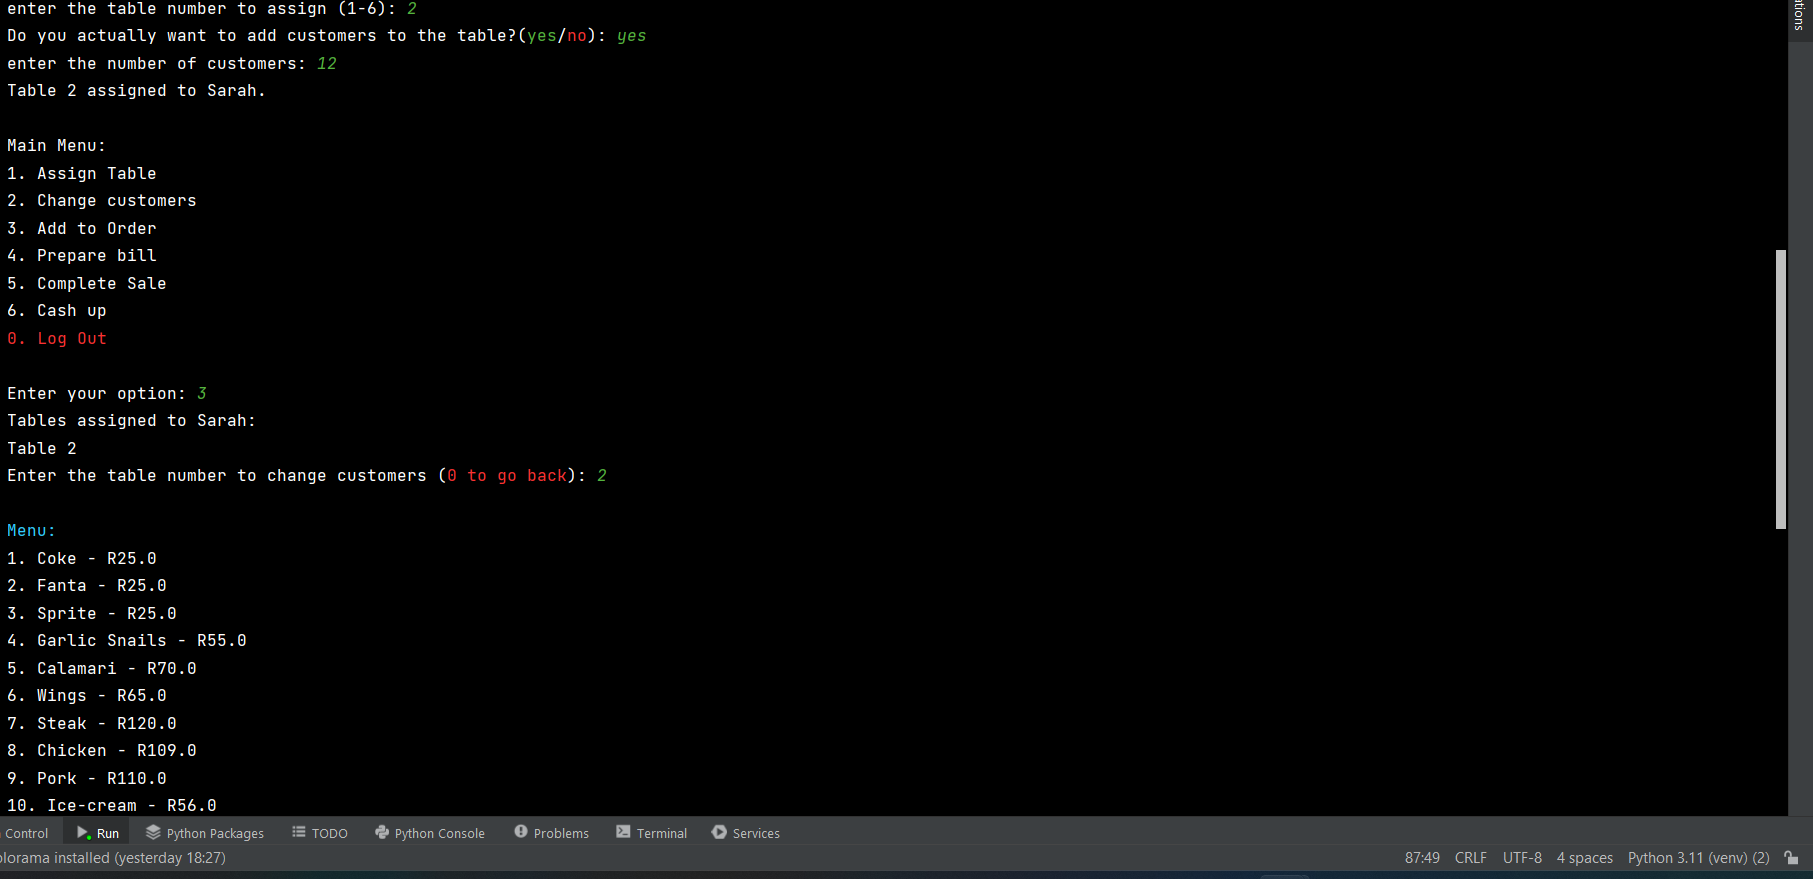 enter the table number to assign (1-6): 2
Do you actually want to add customers to the table?(yes/no): yes
enter the number of customers: 12
Table 2 assigned to Sarah.
Main Menu:
1. Assign Table
2. Change customers
3. Add to Order
4. Prepare bill
5. Complete Sale
6. Cash up
0. Log Out
Enter your option: 3
Tables assigned to Sarah:
Table 2
Enter the table number to change customers (0 to go back): 2
Menu:
1. Coke - R25.0
2. Fanta - R25.0
3. Sprite - R25.0
4. Garlic Snails - R55.0
5. Calamari - R70.0
6. Wings - R65.0
7. Steak - R120.0
8. Chicken - R109.0
9. Pork - R110.0
10. Ice-cream - R56.0
ations
Control Run Python Packages TODO Python Console Problems Terminal Services
olorama installed (yesterday 18:27) 87:49 CRLF UTF-8 4 spaces Python 3.11 (venv) (2)